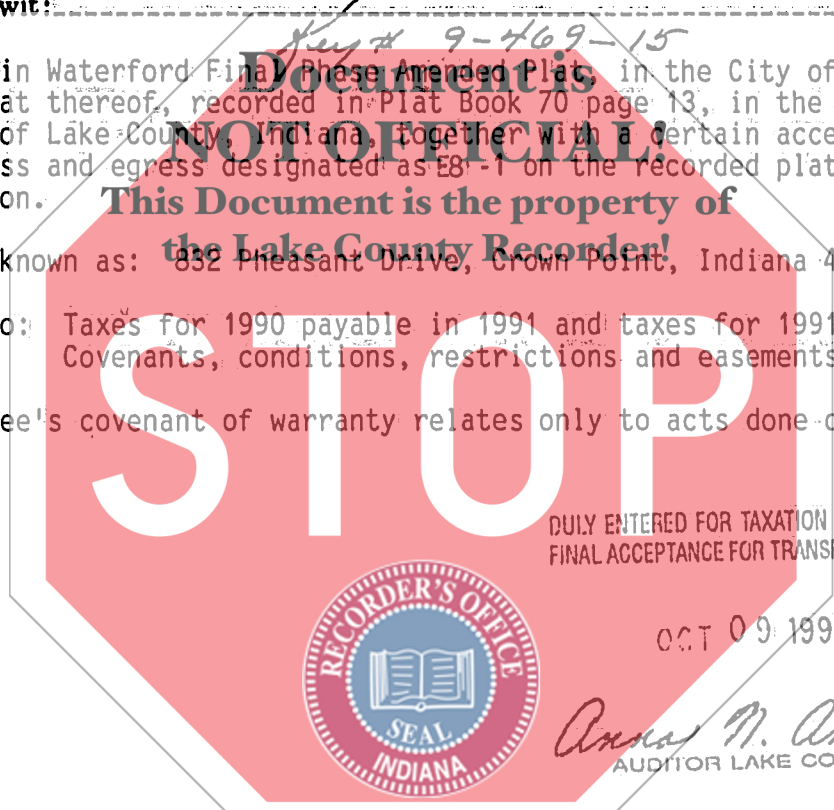 wit:
Key # 9-469-15
in Waterford Final Phase Amended Plat, in the City of
at thereof, recorded in Plat Book 70 page 13, in the
of Lake County, Indiana, together with a certain acce
ss and egress designated as E8 -1 on the recorded plat
on.
Document is
NOT OFFICIAL!
This Document is the property of
the Lake County Recorder!
known as: 832 Pheasant Drive, Crown Point, Indiana 4
o: Taxes for 1990 payable in 1991 and taxes for 1991
Covenants, conditions, restrictions and easements
ee's covenant of warranty relates only to acts done o
STOP
DULY ENTERED FOR TAXATION
FINAL ACCEPTANCE FOR TRANSF
OCT 09 199
Anna N. An
AUDITOR LAKE CO
RECORDER'S OFFICE
SEAL
INDIANA